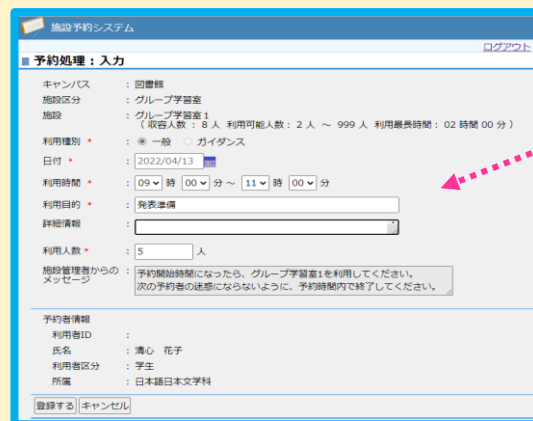 施設予約システム
ログアウト
予約処理：入力
キャンパス : 図書館
施設区分 : グループ学習室
施設 : グループ学習室１
（ 収容人数 ： 8 人 利用可能人数： 2 人 ～ 999 人 利用最長時間： 02 時間 00 分 ）
利用種別 * : 一般 ガイダンス
日付 * : 2022/04/13
利用時間 * : 09 時 00 分 ～ 11 時 00 分
利用目的 * : 発表準備
詳細情報 :
利用人数 * : 5 人
施設管理者からのメッセージ : 予約開始時間になったら、グループ学習室1を利用してください。
次の予約者の迷惑にならないように、予約時間内で終了してください。
予約者情報
利用者ID :
氏名 : 清心 花子
利用者区分 : 学生
所属 : 日本語日本文学科
登録する キャンセル